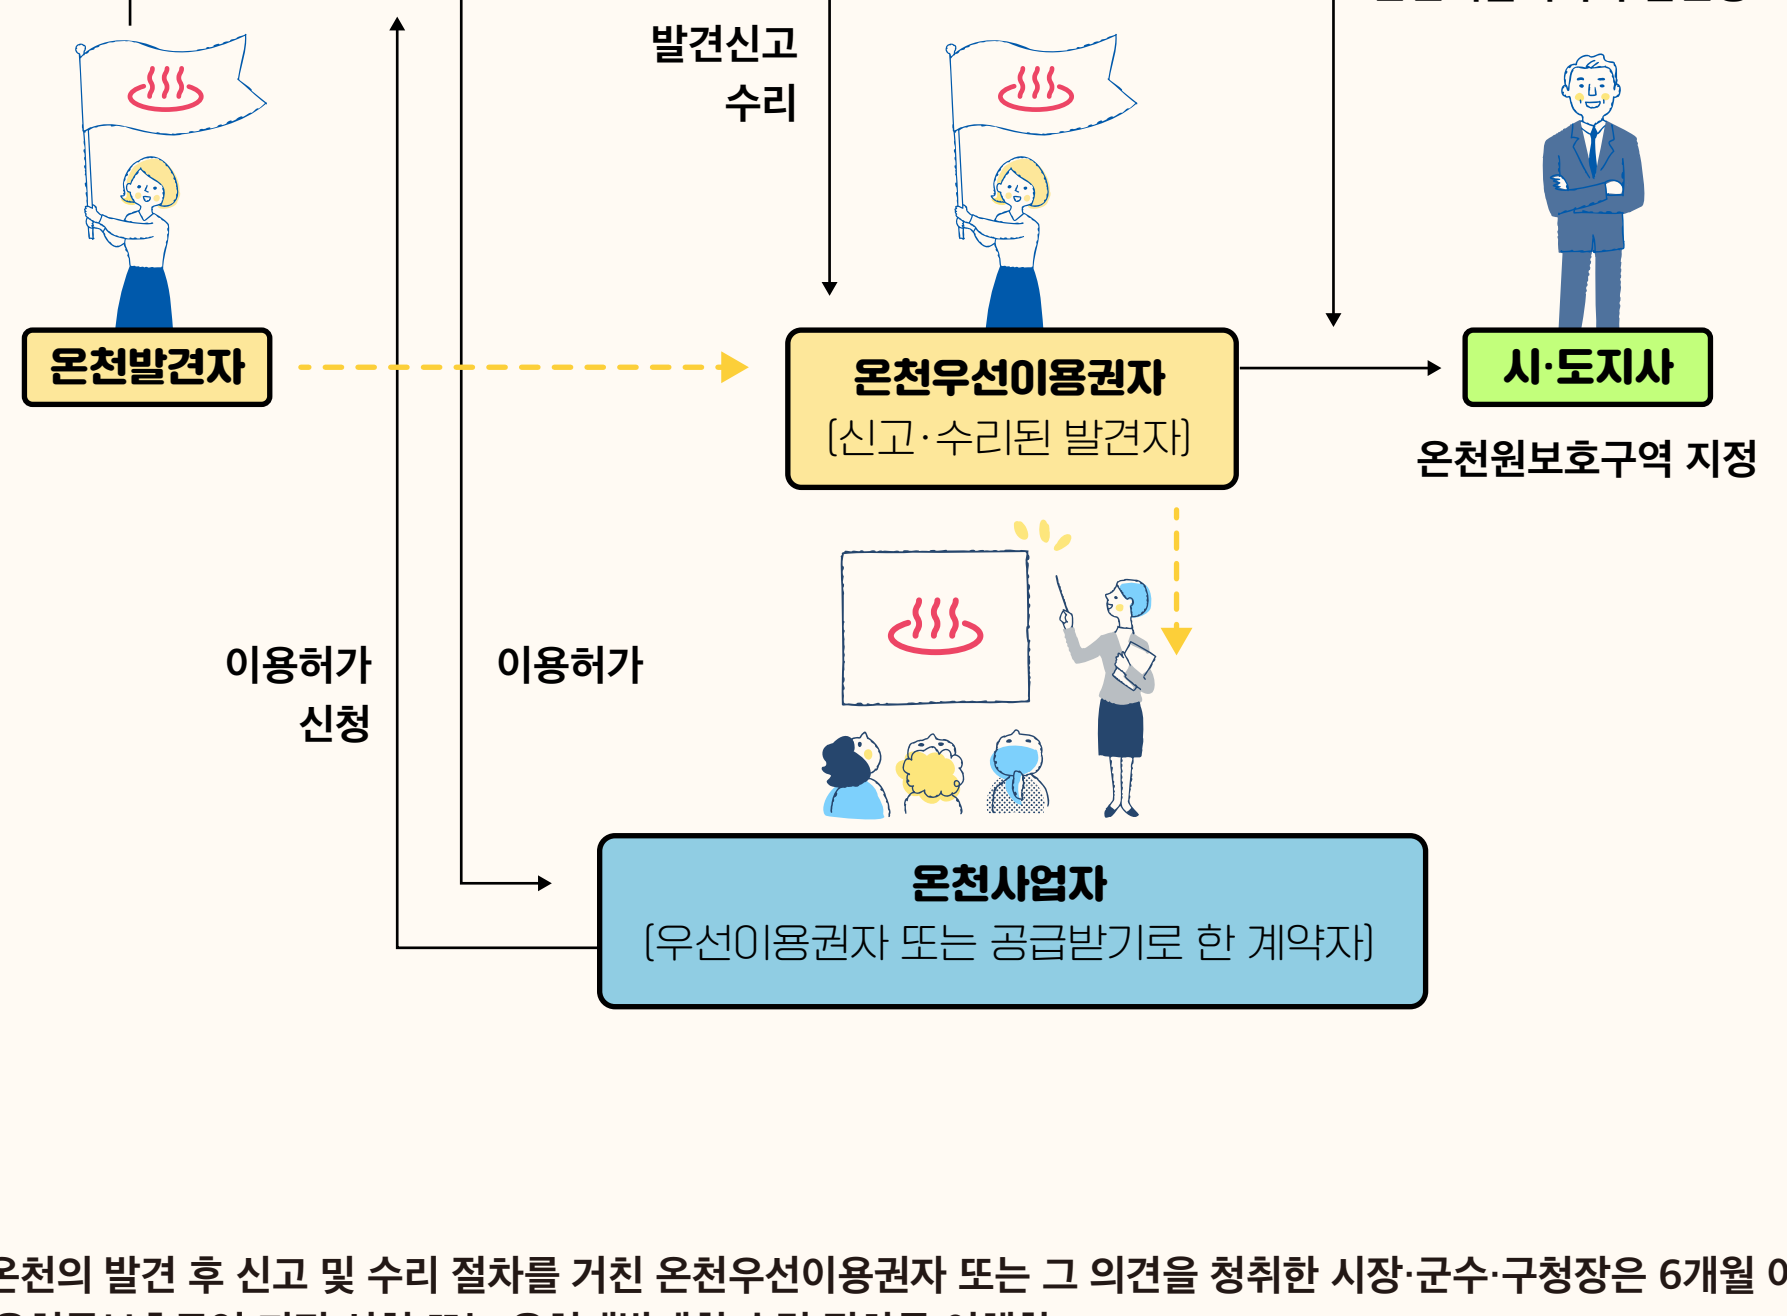 발견신고
수리
온천발견자
온천우선이용권자
(신고·수리된 발견자)
시·도지사
온천원보호구역 지정
이용허가
신청
이용허가
온천사업자
(우선이용권자 또는 공급받기로 한 계약자)
온천의 발견 후 신고 및 수리 절차를 거친 온천우선이용권자 또는 그 의견을 청취한 시장·군수·구청장은 6개월